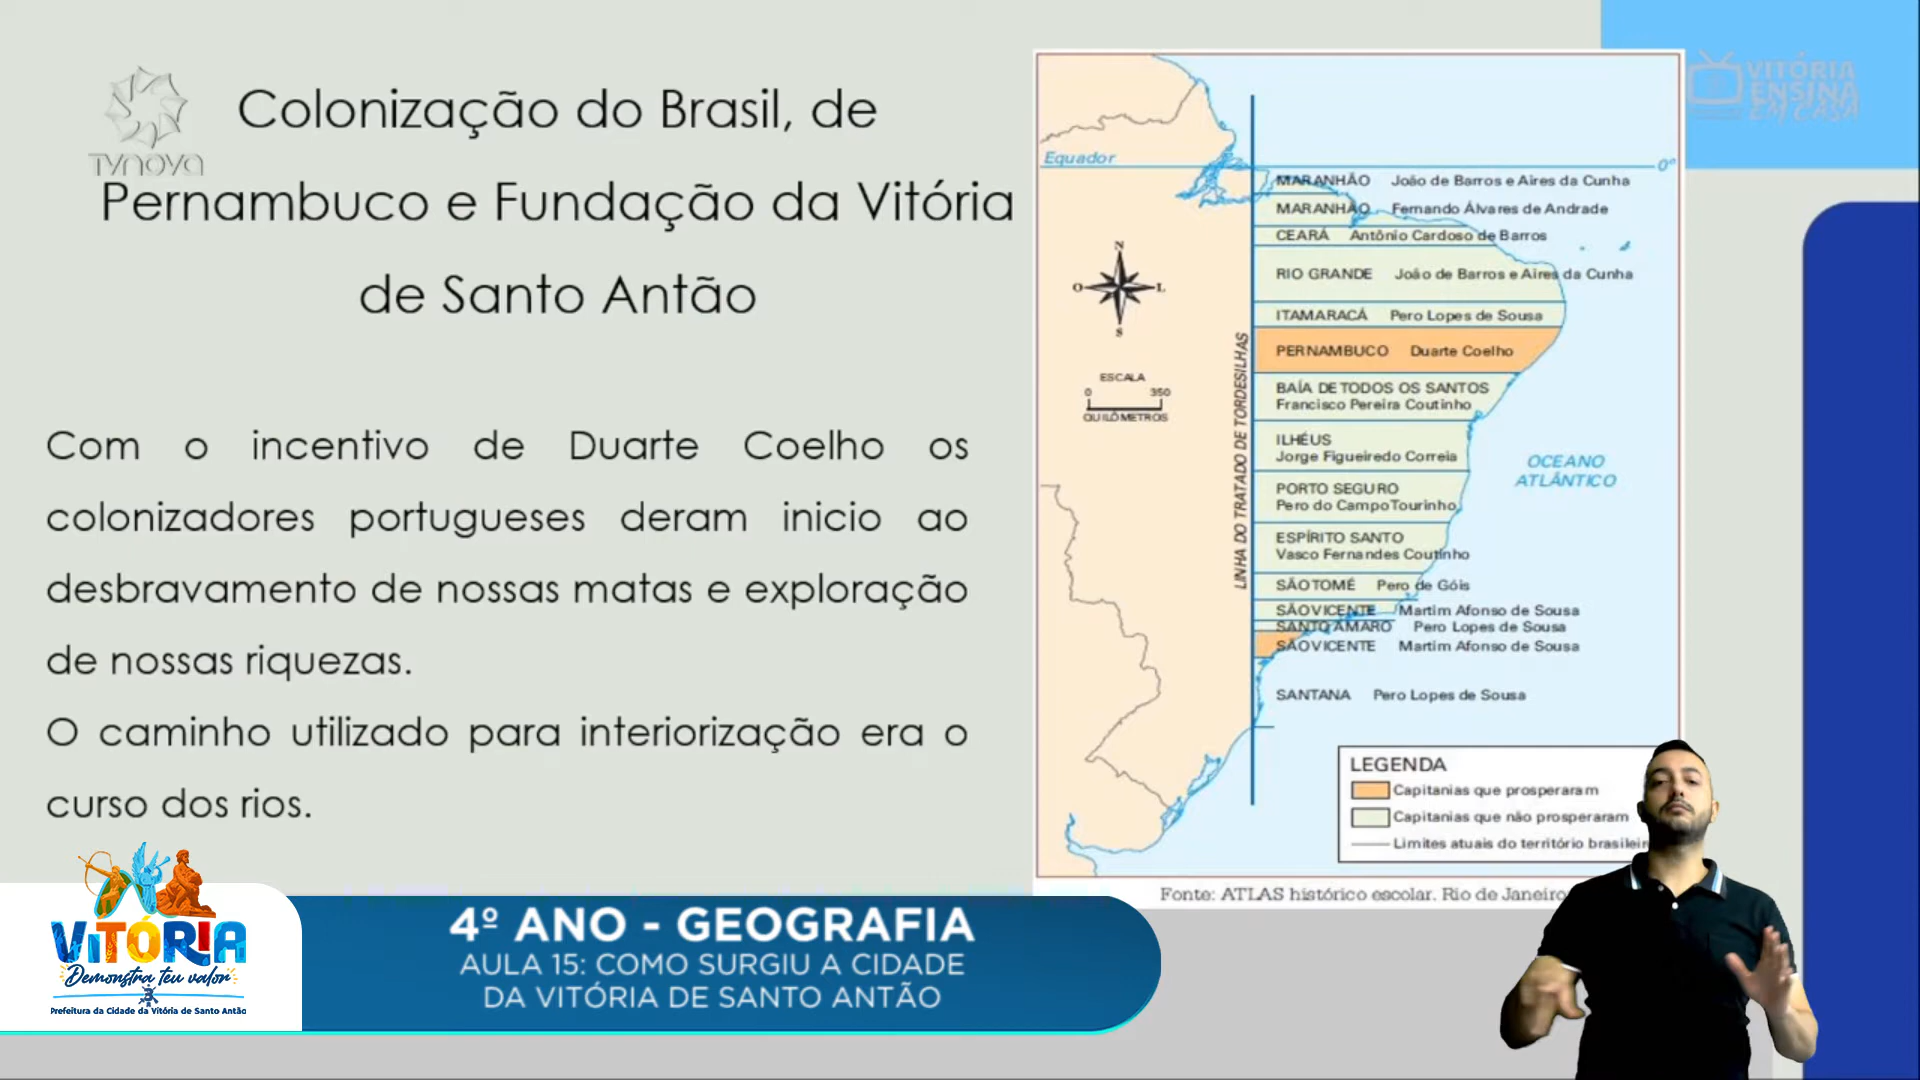 TVNOVA
Colonização do Brasil, de
Pernambuco e Fundação da Vitória
de Santo Antão
Com o incentivo de Duarte Coelho os
colonizadores portugueses deram inicio ao
desbravamento de nossas matas e exploração
de nossas riquezas.
O caminho utilizado para interiorização era o
curso dos rios.
VITÓRIA
ENSINA
EM CASA
Equador
0°
MARANHÃO João de Barros e Aires da Cunha
MARANHÃO Fernando Álvares de Andrade
CEARÁ Antônio Cardoso de Barros
RIO GRANDE João de Barros e Aires da Cunha
ITAMARACÁ Pero Lopes de Sousa
PERNAMBUCO Duarte Coelho
BAÍA DE TODOS OS SANTOS
Francisco Pereira Coutinho
ILHÉUS
Jorge Figueiredo Correia
PORTO SEGURO
Pero do Campo Tourinho
ESPÍRITO SANTO
Vasco Fernandes Coutinho
SÃO TOMÉ Pero de Góis
SÃO VICENTE Martim Afonso de Sousa
SANTO AMARO Pero Lopes de Sousa
SÃO VICENTE Martim Afonso de Sousa
SANTANA Pero Lopes de Sousa
N
O L
S
ESCALA
0 350
QUILÔMETROS
LINHA DO TRATADO DE TORDESILHAS
OCEANO
ATLÂNTICO
LEGENDA
Capitanias que prosperaram
Capitanias que não prosperaram
Limites atuais do território brasileir
Fonte: ATLAS histórico escolar. Rio de Janeiro
VITÓRIA
Demonstra teu valor
Prefeitura da Cidade da Vitória de Santo Antão
4º ANO - GEOGRAFIA
AULA 15: COMO SURGIU A CIDADE
DA VITÓRIA DE SANTO ANTÃO